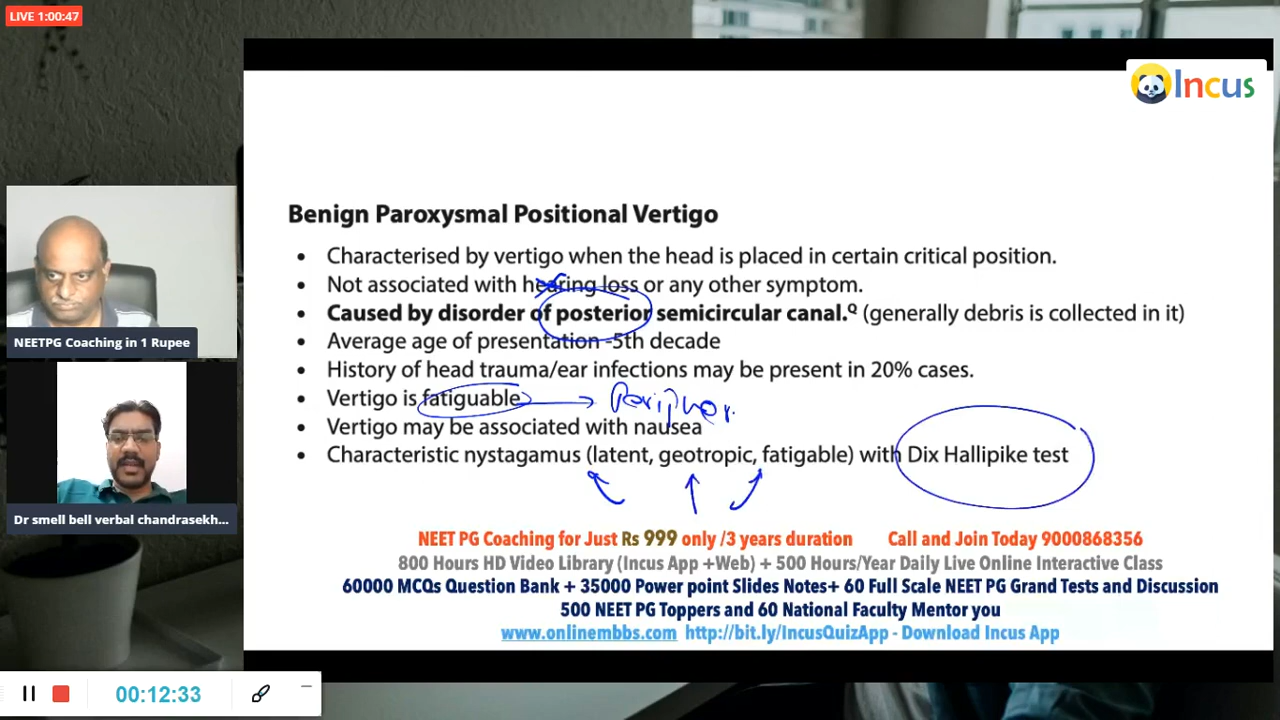 LIVE 1:00:47
Incus
Benign Paroxysmal Positional Vertigo
• Characterised by vertigo when the head is placed in certain critical position.
• Not associated with hearing loss or any other symptom.
• Caused by disorder of posterior semicircular canal.Q (generally debris is collected in it)
• Average age of presentation -5th decade
• History of head trauma/ear infections may be present in 20% cases.
• Vertigo is fatiguable
Peripher.
• Vertigo may be associated with nausea
• Characteristic nystagamus (latent, geotropic, fatigable) with Dix Hallipike test
NEETPG Coaching in 1 Rupee
Dr smell bell verbal chandrasekh...
NEET PG Coaching for Just Rs 999 only /3 years duration Call and Join Today 9000868356
800 Hours HD Video Library (Incus App +Web) + 500 Hours/Year Daily Live Online Interactive Class
60000 MCQs Question Bank + 35000 Power point Slides Notes+ 60 Full Scale NEET PG Grand Tests and Discussion
500 NEET PG Toppers and 60 National Faculty Mentor you
www.onlinembbs.com http://bit.ly/IncusQuizApp - Download Incus App
00:12:33